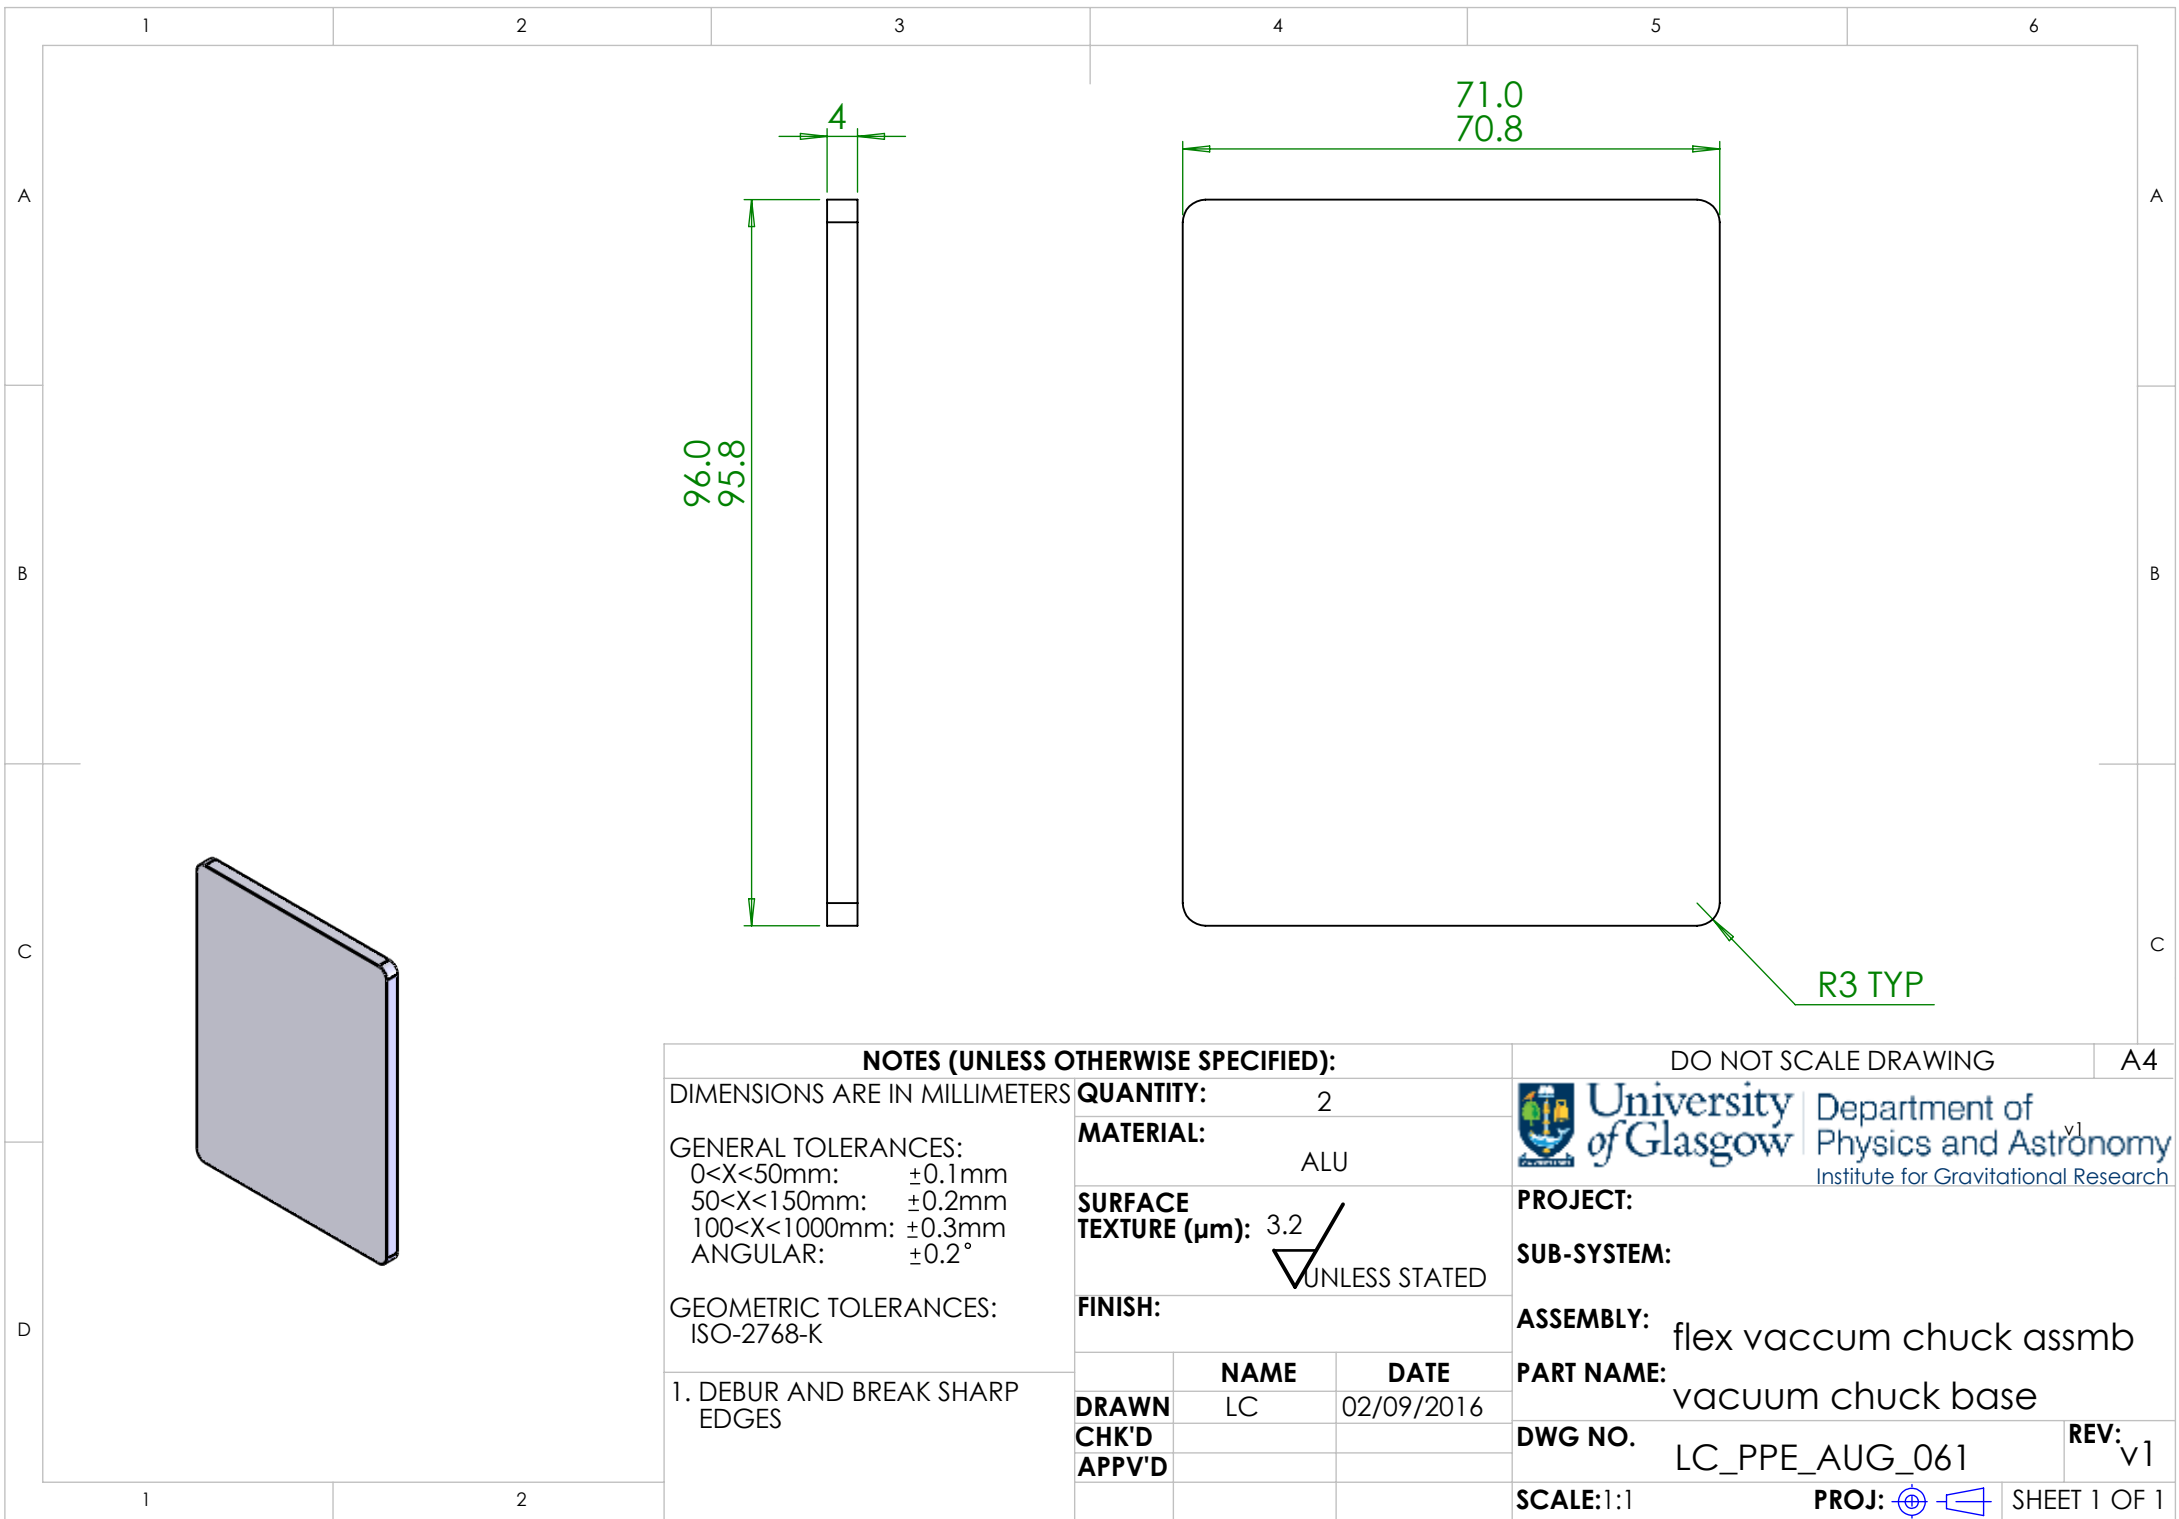 1 2 3 4 5 6
A A
B B
C C
D
1 2
4
71.0
70.8
96.0
95.8
R3 TYP
NOTES (UNLESS OTHERWISE SPECIFIED):
DIMENSIONS ARE IN MILLIMETERS
GENERAL TOLERANCES:
0<X<50mm: ±0.1mm
50<X<150mm: ±0.2mm
100<X<1000mm: ±0.3mm
ANGULAR: ±0.2°
GEOMETRIC TOLERANCES:
ISO-2768-K
1. DEBUR AND BREAK SHARP
EDGES
QUANTITY: 2
MATERIAL:
ALU
SURFACE
TEXTURE (µm): 3.2
UNLESS STATED
FINISH:
NAME DATE
DRAWN LC 02/09/2016
CHK'D
APPV'D
DO NOT SCALE DRAWING A4
University
of Glasgow
Department of
Physics and Astronomy
v1
Institute for Gravitational Research
PROJECT:
SUB-SYSTEM:
ASSEMBLY: flex vaccum chuck assmb
PART NAME: vacuum chuck base
DWG NO. LC_PPE_AUG_061 REV: v1
SCALE:1:1 PROJ: SHEET 1 OF 1